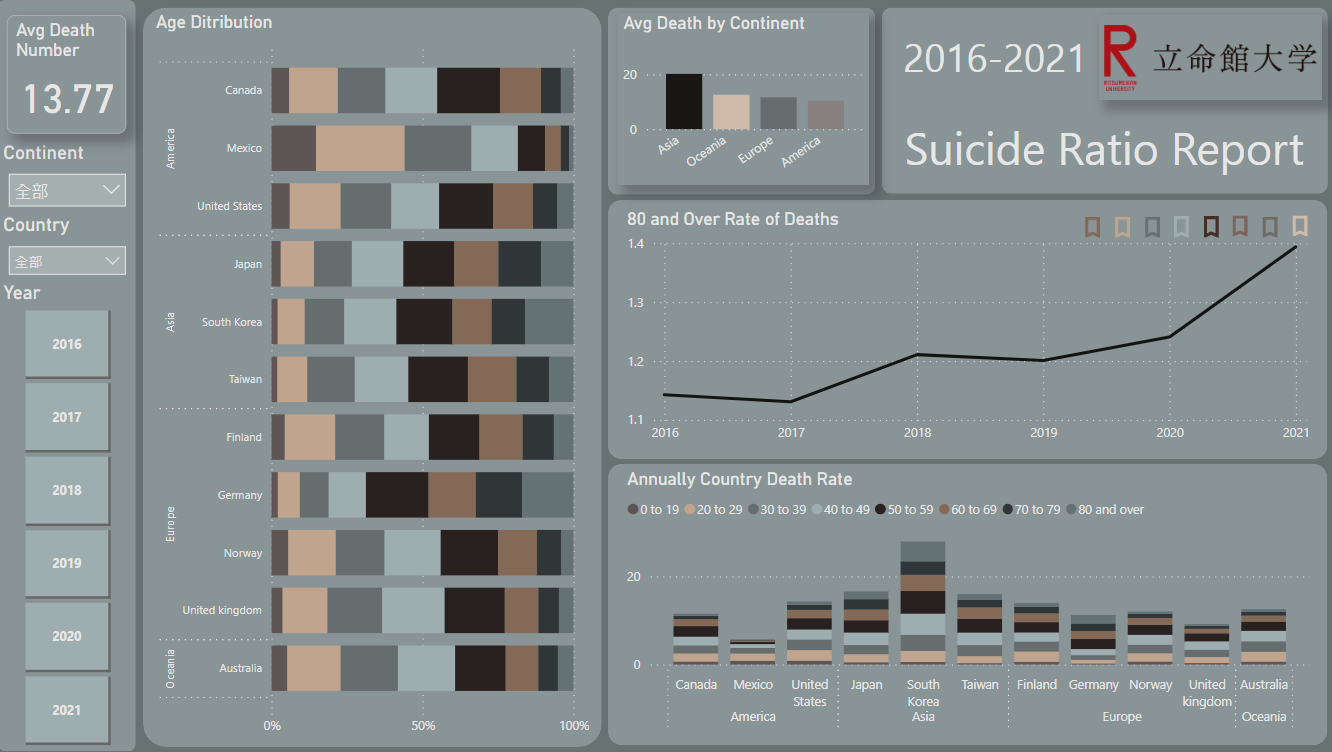 Avg Death
Number
13.77
Continent
全部
Country
全部
Year
2016
2017
2018
2019
2020
2021
Age Ditribution
America
Canada
Mexico
United States
Asia
Japan
South Korea
Taiwan
Europe
Finland
Germany
Norway
United kingdom
Oceania
Australia
0% 50% 100%
Avg Death by Continent
20
0
Asia Oceania Europe America
2016-2021
R
RITSUMEIKAN
UNIVERSITY
立命館大学
Suicide Ratio Report
80 and Over Rate of Deaths
1.4
1.3
1.2
1.1
2016 2017 2018 2019 2020 2021
Annually Country Death Rate
0 to 19 20 to 29 30 to 39 40 to 49 50 to 59 60 to 69 70 to 79 80 and over
20
0
Canada Mexico United States Japan South Korea Taiwan Finland Germany Norway United kingdom Australia
America Asia Europe Oceania